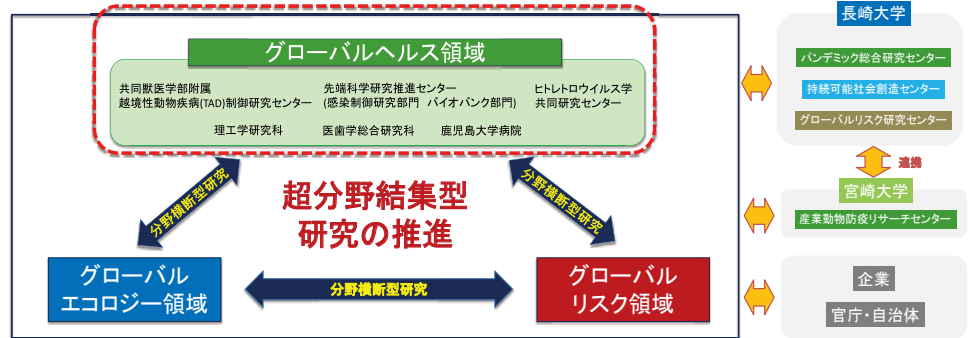 グローバルヘルス領域
共同獣医学部附属
越境性動物疾病(TAD)制御研究センター
先端科学研究推進センター
(感染制御研究部門 バイオバンク部門)
ヒトレトロウイルス学
共同研究センター
理工学研究科 医歯学総合研究科 鹿児島大学病院
分野横断型研究
分野横断型研究
超分野結集型
研究の推進
グローバル
エコロジー領域
分野横断型研究
グローバル
リスク領域
長崎大学
パンデミック総合研究センター
持続可能社会創造センター
グローバルリスク研究センター
連携
宮崎大学
産業動物防疫リサーチセンター
企業
官庁・自治体